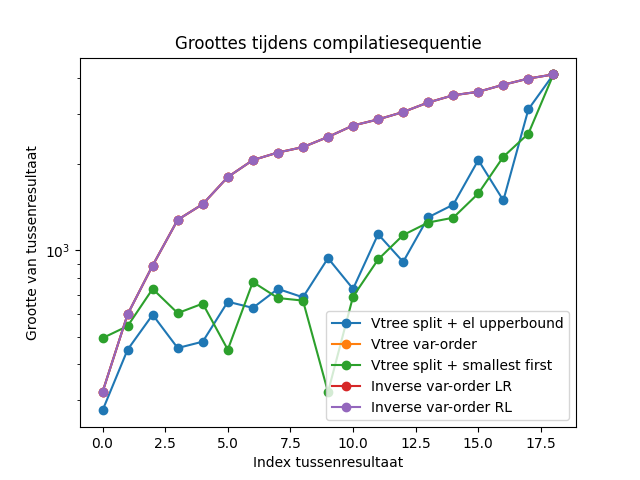 Groottes tijdens compilatiesequentie
Grootte van tussenresultaat
10³
Vtree split + el upperbound
Vtree var-order
Vtree split + smallest first
Inverse var-order LR
Inverse var-order RL
0.0 2.5 5.0 7.5 10.0 12.5 15.0 17.5
Index tussenresultaat